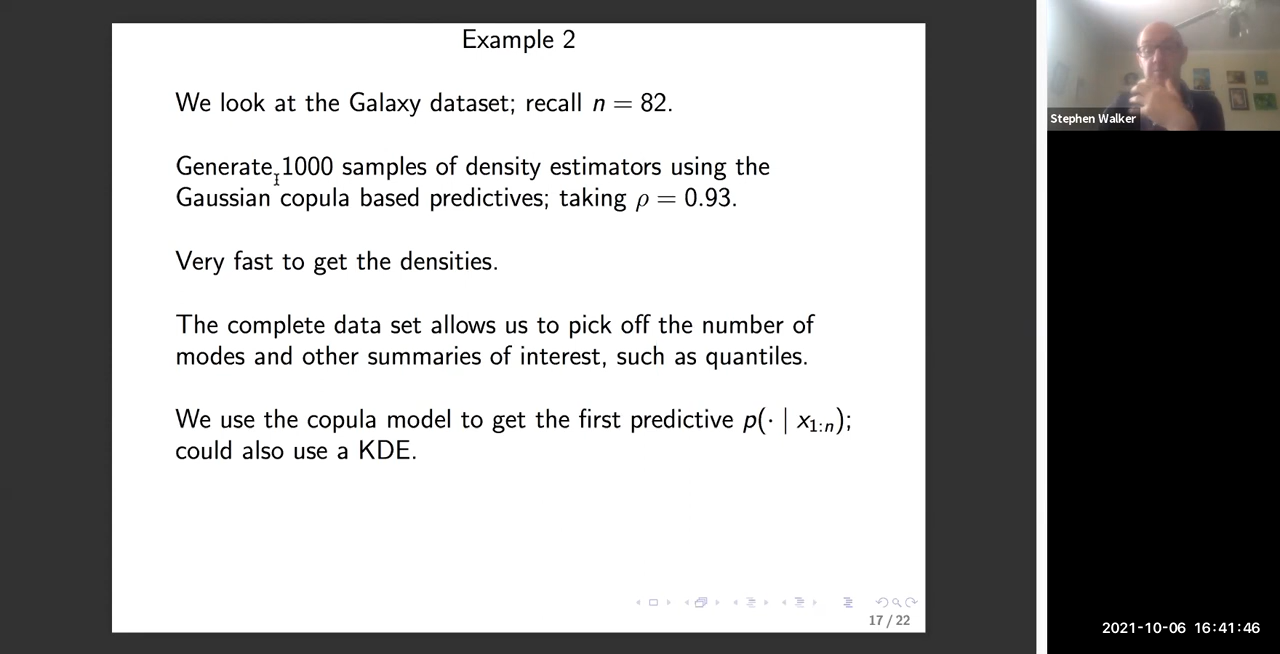 Example 2
We look at the Galaxy dataset; recall n = 82.
Generate 1000 samples of density estimators using the
Gaussian copula based predictives; taking ρ = 0.93.
Very fast to get the densities.
The complete data set allows us to pick off the number of
modes and other summaries of interest, such as quantiles.
We use the copula model to get the first predictive p(· | x₁:ₙ);
could also use a KDE.
17 / 22
Stephen Walker
2021-10-06 16:41:46